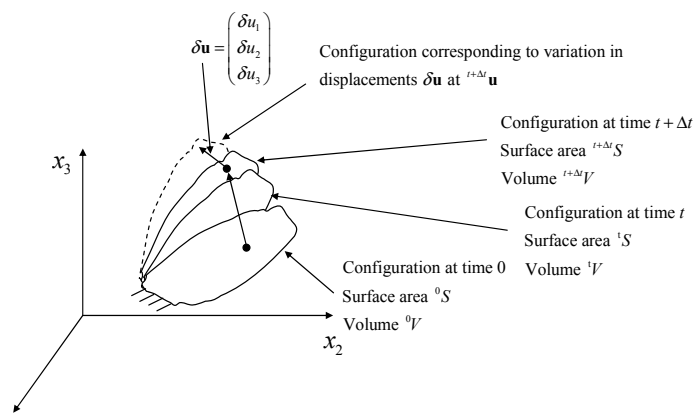 δu = (δu₁ δu₂ δu₃)
Configuration corresponding to variation in
displacements δu at ᵗ⁺Δᵗu
Configuration at time t + Δt
Surface area ᵗ⁺ΔᵗS
Volume ᵗ⁺ΔᵗV
Configuration at time t
Surface area ᵗS
Volume ᵗV
Configuration at time 0
Surface area ⁰S
Volume ⁰V
x₃
x₂